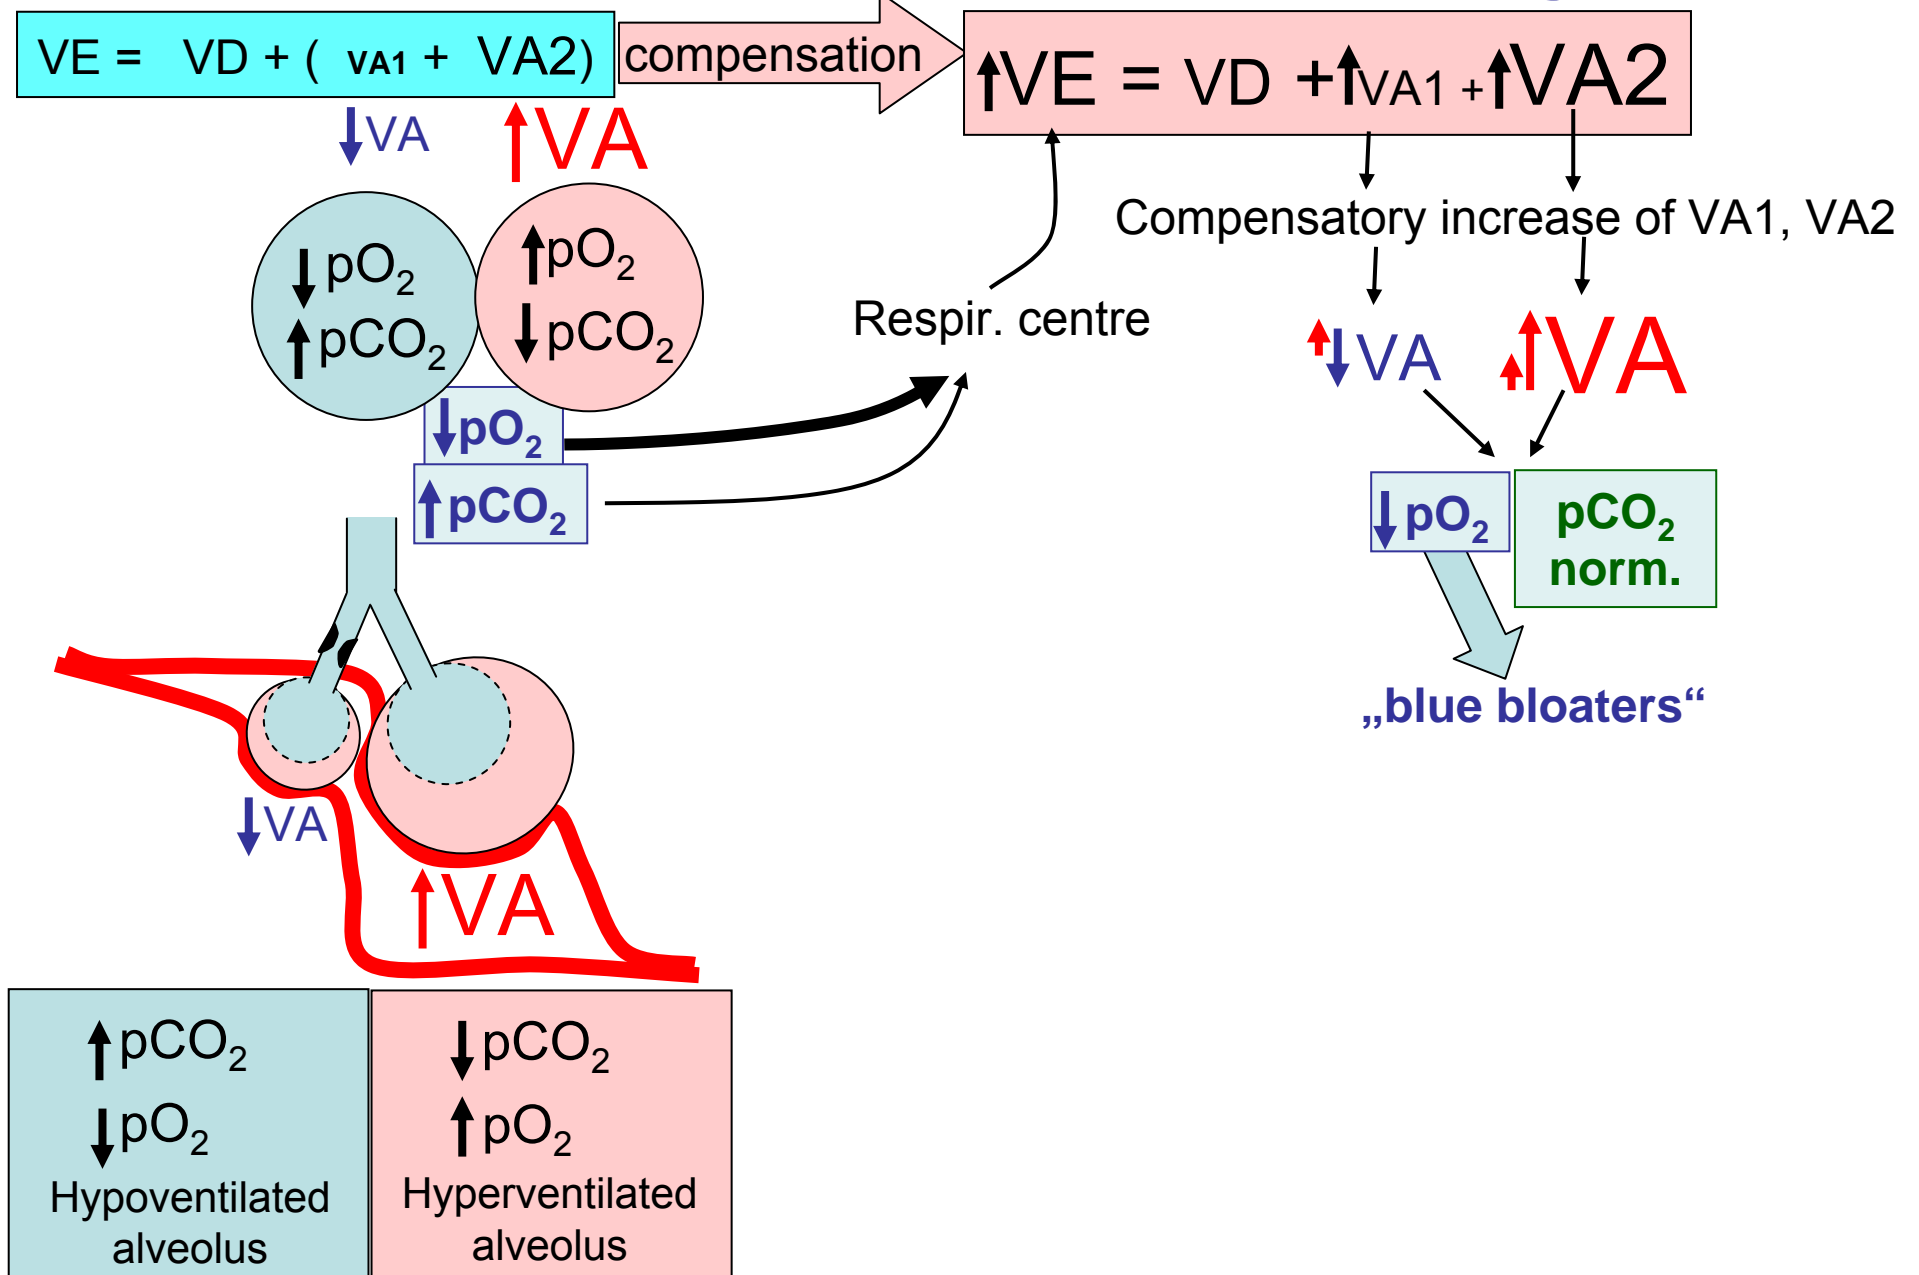 VE = VD + ( VA1 + VA2)
compensation
↑VE = VD +↑VA1 +↑VA2
↓VA
↑VA
↓pO₂
↑pCO₂
↑pO₂
↓pCO₂
↓pO₂
↑pCO₂
Respir. centre
Compensatory increase of VA1, VA2
↑↓VA
↑↑VA
↓pO₂
pCO₂
norm.
„blue bloaters“
↓VA
↑VA
↑pCO₂
↓pO₂
Hypoventilated
alveolus
↓pCO₂
↑pO₂
Hyperventilated
alveolus